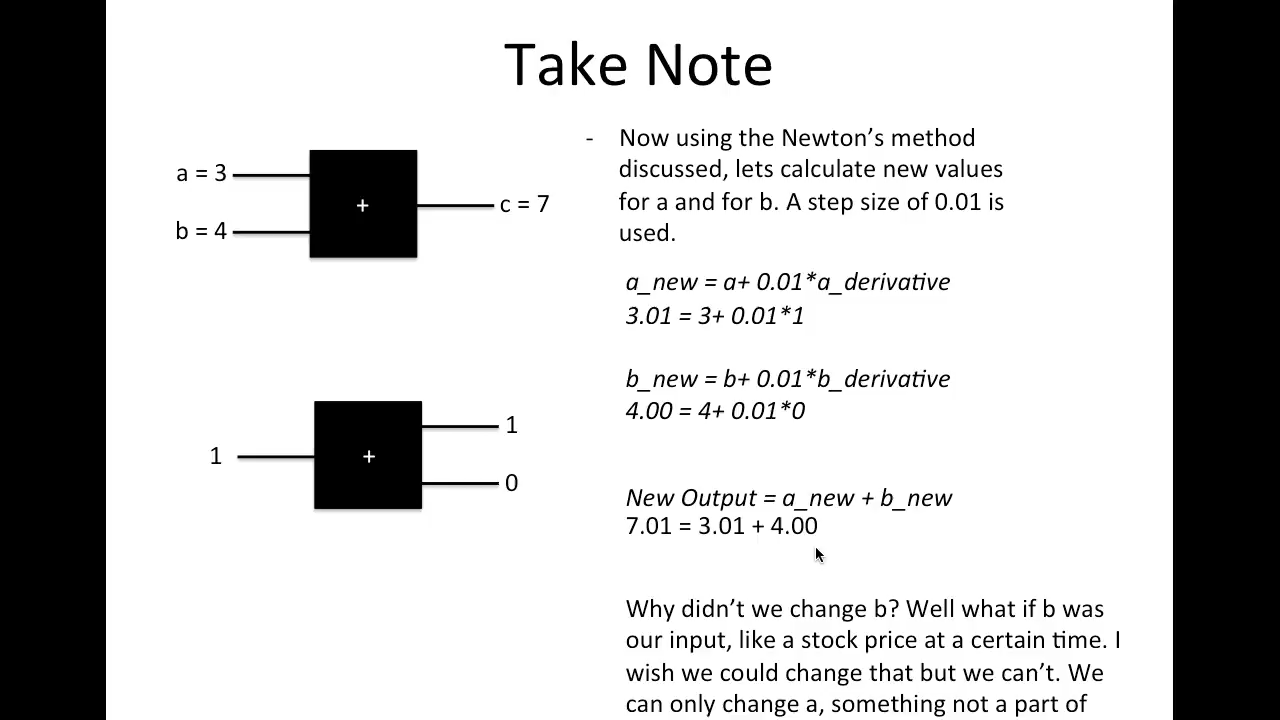 Take Note
a = 3
b = 4
+
c = 7
1
+
1
0
- Now using the Newton’s method
discussed, lets calculate new values
for a and for b. A step size of 0.01 is
used.
a_new = a+ 0.01*a_derivative
3.01 = 3+ 0.01*1
b_new = b+ 0.01*b_derivative
4.00 = 4+ 0.01*0
New Output = a_new + b_new
7.01 = 3.01 + 4.00
Why didn’t we change b? Well what if b was
our input, like a stock price at a certain time. I
wish we could change that but we can’t. We
can only change a, something not a part of